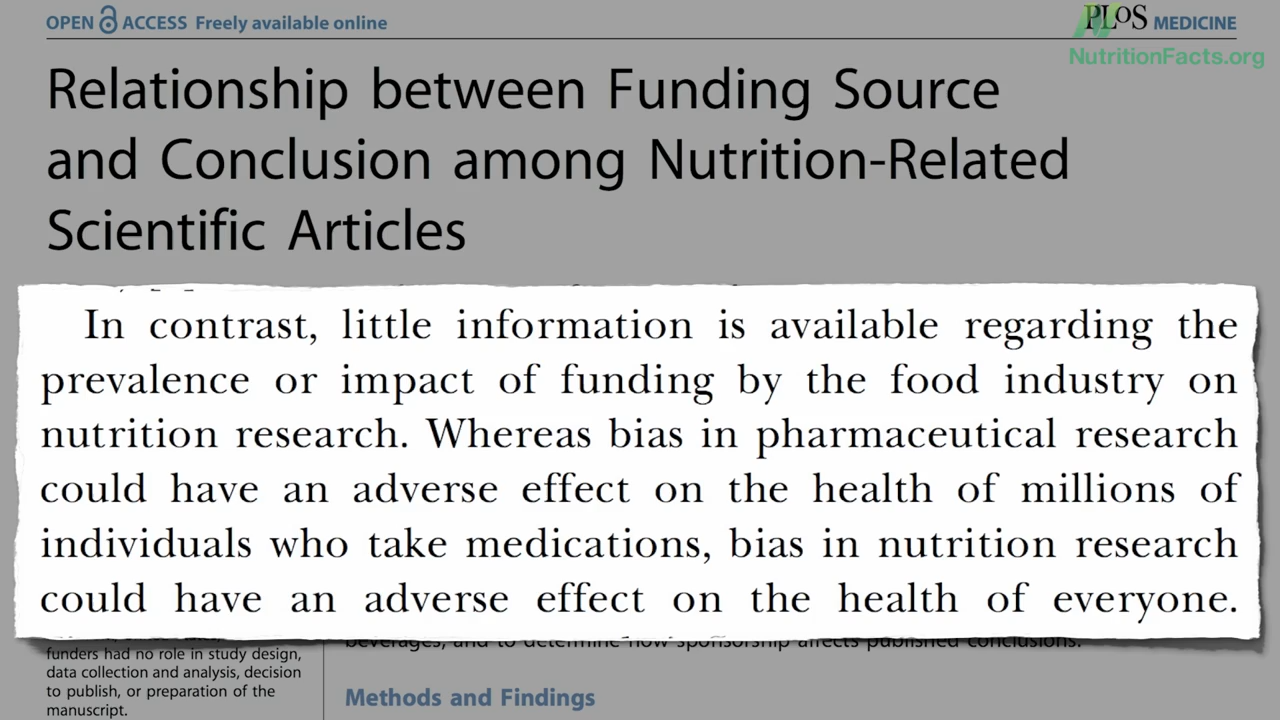 OPEN ACCESS Freely available online
PLoS MEDICINE
NutritionFacts.org
Relationship between Funding Source
and Conclusion among Nutrition-Related
Scientific Articles
In contrast, little information is available regarding the
prevalence or impact of funding by the food industry on
nutrition research. Whereas bias in pharmaceutical research
could have an adverse effect on the health of millions of
individuals who take medications, bias in nutrition research
could have an adverse effect on the health of everyone.
beverages, and to determine how sponsorship affects published conclusions.
funders had no role in study design,
data collection and analysis, decision
to publish, or preparation of the
manuscript.
Methods and Findings